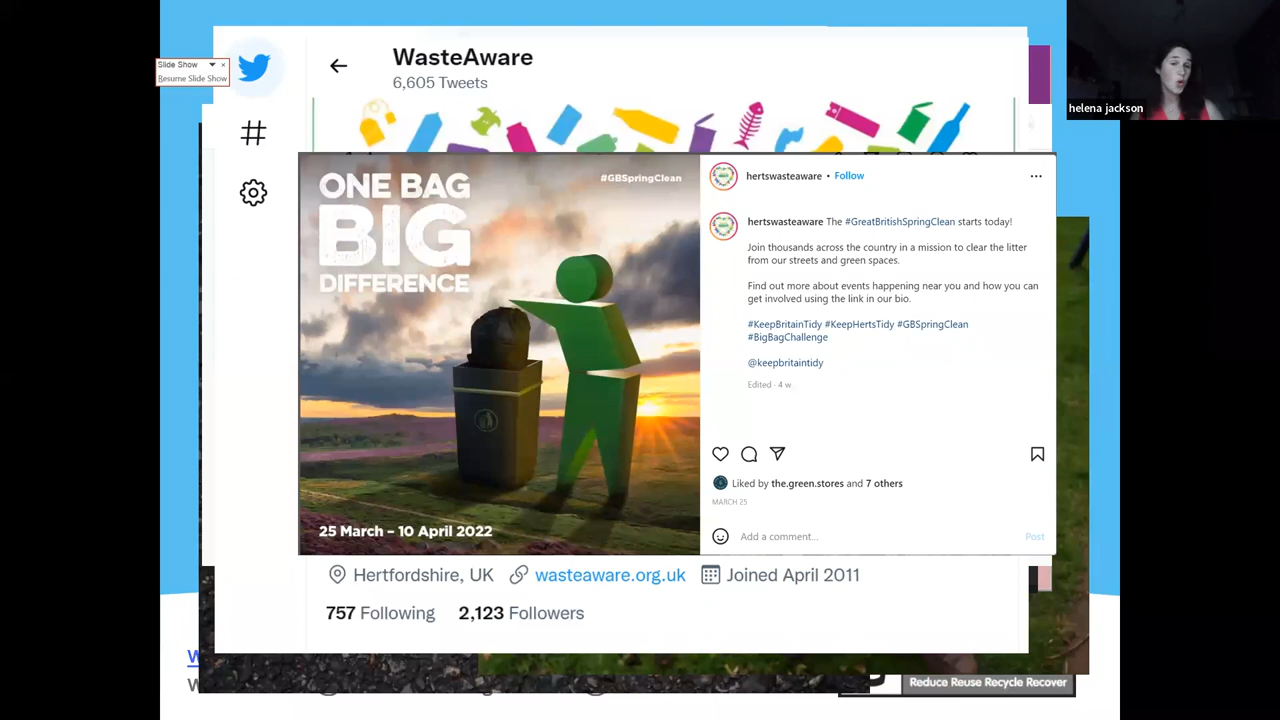 Slide Show
Resume Slide Show
WasteAware
6,605 Tweets
helena jackson
ONE BAG
BIG
DIFFERENCE
#GBSpringClean
25 March – 10 April 2022
hertswasteaware • Follow
hertswasteaware The #GreatBritishSpringClean starts today!
Join thousands across the country in a mission to clear the litter
from our streets and green spaces.
Find out more about events happening near you and how you can
get involved using the link in our bio.
#KeepBritainTidy #KeepHertsTidy #GBSpringClean
#BigBagChallenge
@keepbritaintidy
Edited · 4 w
Liked by the.green.stores and 7 others
MARCH 25
Add a comment... Post
Hertfordshire, UK wasteaware.org.uk Joined April 2011
757 Following 2,123 Followers
Reduce Reuse Recycle Recover